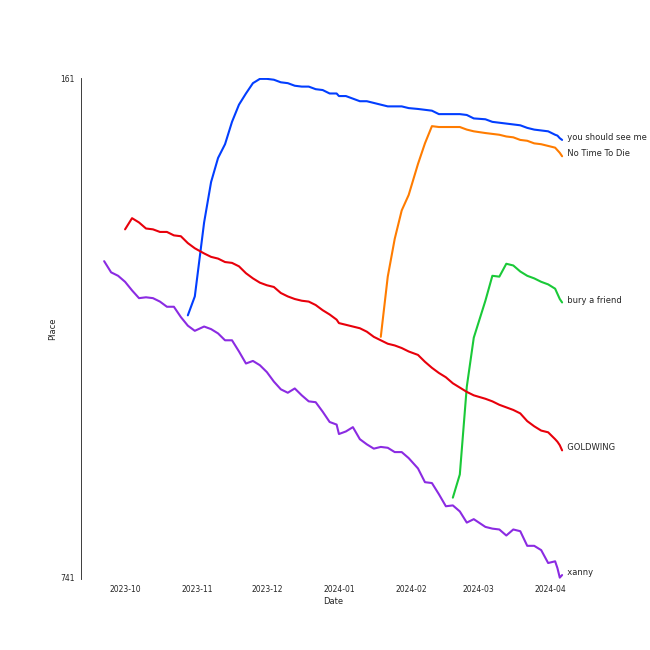 161
you should see me
No Time To Die
bury a friend
Place
GOLDWING
xanny
741
2023-10 2023-11 2023-12 2024-01 2024-02 2024-03 2024-04
Date